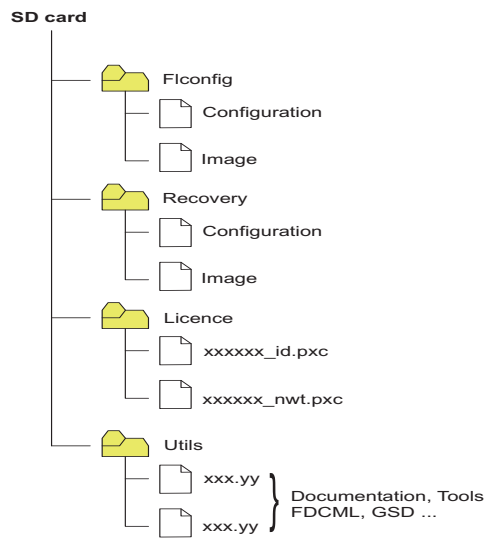 SD card
FIconfig
Configuration
Image
Recovery
Configuration
Image
Licence
xxxxxx_id.pxc
xxxxxx_nwt.pxc
Utils
xxx.yy
xxx.yy
Documentation, Tools
FDCML, GSD ...